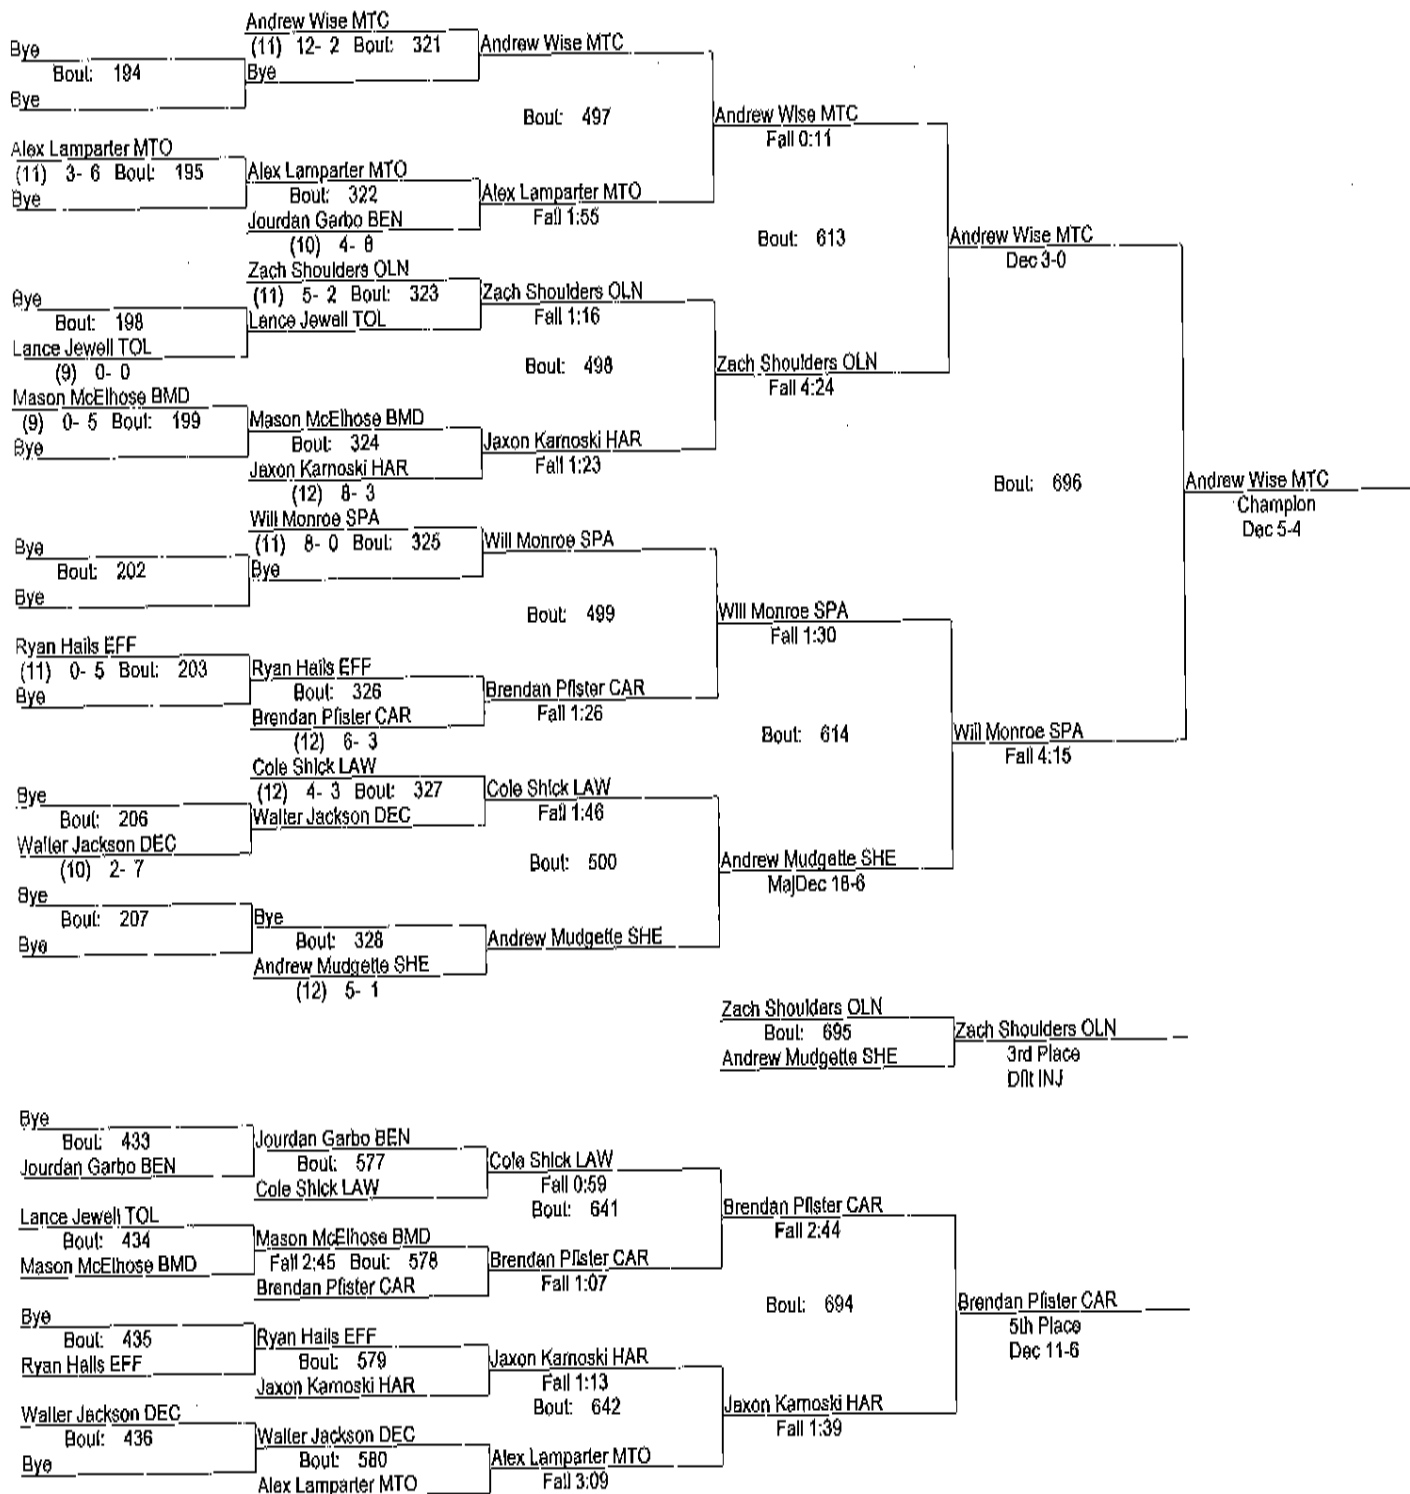 Bye
Bout: 194
Bye
Alex Lamparter MTO
(11) 3- 6 Bout: 195
Bye
Bye
Bout: 198
Lance Jewell TOL
(9) 0- 0
Mason McElhose BMD
(9) 0- 5 Bout: 199
Bye
Bye
Bout: 202
Bye
Ryan Hails EFF
(11) 0- 5 Bout: 203
Bye
Bye
Bout: 206
Walter Jackson DEC
(10) 2- 7
Bye
Bout: 207
Bye
Andrew Wise MTC
(11) 12- 2 Bout: 321
Bye
Alex Lamparter MTO
Bout: 322
Jourdan Garbo BEN
(10) 4- 8
Zach Shoulders OLN
(11) 5- 2 Bout: 323
Lance Jewell TOL
Mason McElhose BMD
Bout: 324
Jaxon Karnoski HAR
(12) 8- 3
Will Monroe SPA
(11) 8- 0 Bout: 325
Bye
Ryan Hails EFF
Bout: 326
Brendan Pfister CAR
(12) 6- 3
Cole Shick LAW
(12) 4- 3 Bout: 327
Walter Jackson DEC
Bye
Bout: 328
Andrew Mudgette SHE
(12) 5- 1
Andrew Wise MTC
Bout: 497
Alex Lamparter MTO
Fall 1:55
Zach Shoulders OLN
Fall 1:16
Bout: 498
Jaxon Karnoski HAR
Fall 1:23
Will Monroe SPA
Bout: 499
Brendan Pfister CAR
Fall 1:26
Cole Shick LAW
Fall 1:46
Bout: 500
Andrew Mudgette SHE
Andrew Wise MTC
Fall 0:11
Bout: 613
Zach Shoulders OLN
Fall 4:24
Will Monroe SPA
Fall 1:30
Bout: 614
Andrew Mudgette SHE
MajDec 18-6
Andrew Wise MTC
Dec 3-0
Bout: 696
Will Monroe SPA
Fall 4:15
Andrew Wise MTC
Champion
Dec 5-4
Zach Shoulders OLN
Bout: 695
Andrew Mudgette SHE
Zach Shoulders OLN
3rd Place
Dflt INJ
Bye
Bout: 433
Jourdan Garbo BEN
Lance Jewell TOL
Bout: 434
Mason McElhose BMD
Bye
Bout: 435
Ryan Hails EFF
Walter Jackson DEC
Bout: 436
Bye
Jourdan Garbo BEN
Bout: 577
Cole Shick LAW
Mason McElhose BMD
Fall 2:45 Bout: 578
Brendan Pfister CAR
Ryan Hails EFF
Bout: 579
Jaxon Karnoski HAR
Walter Jackson DEC
Bout: 580
Alex Lamparter MTO
Cole Shick LAW
Fall 0:59
Bout: 641
Brendan Pfister CAR
Fall 1:07
Jaxon Karnoski HAR
Fall 1:13
Bout: 642
Alex Lamparter MTO
Fall 3:09
Brendan Pfister CAR
Fall 2:44
Bout: 694
Jaxon Karnoski HAR
Fall 1:39
Brendan Pfister CAR
5th Place
Dec 11-6